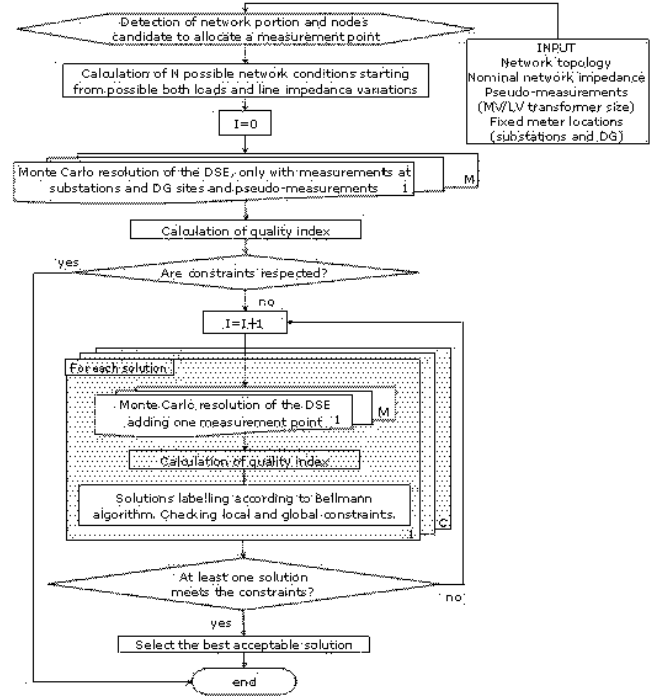 Detection of network portion and nodes
candidate to allocate a measurement point
INPUT
Network topology
Nominal network impedance
Pseudo-measurements
(MV/LV transformer size)
Fixed meter locations
(substations and DG)
Calculation of N possible network conditions starting
from possible both loads and line impedance variations
I=0
Monte Carlo resolution of the DSE, only with measurements at
substations and DG sites and pseudo-measurements
1
M
Calculation of quality index
yes
Are constraints respected?
no
I=I+1
For each solution
Monte Carlo resolution of the DSE
adding one measurement point
1
M
Calculation of quality index
Solutions labelling according to Bellmann
algorithm. Checking local and global constraints.
1
C
At least one solution
meets the constraints?
no
yes
Select the best acceptable solution
end